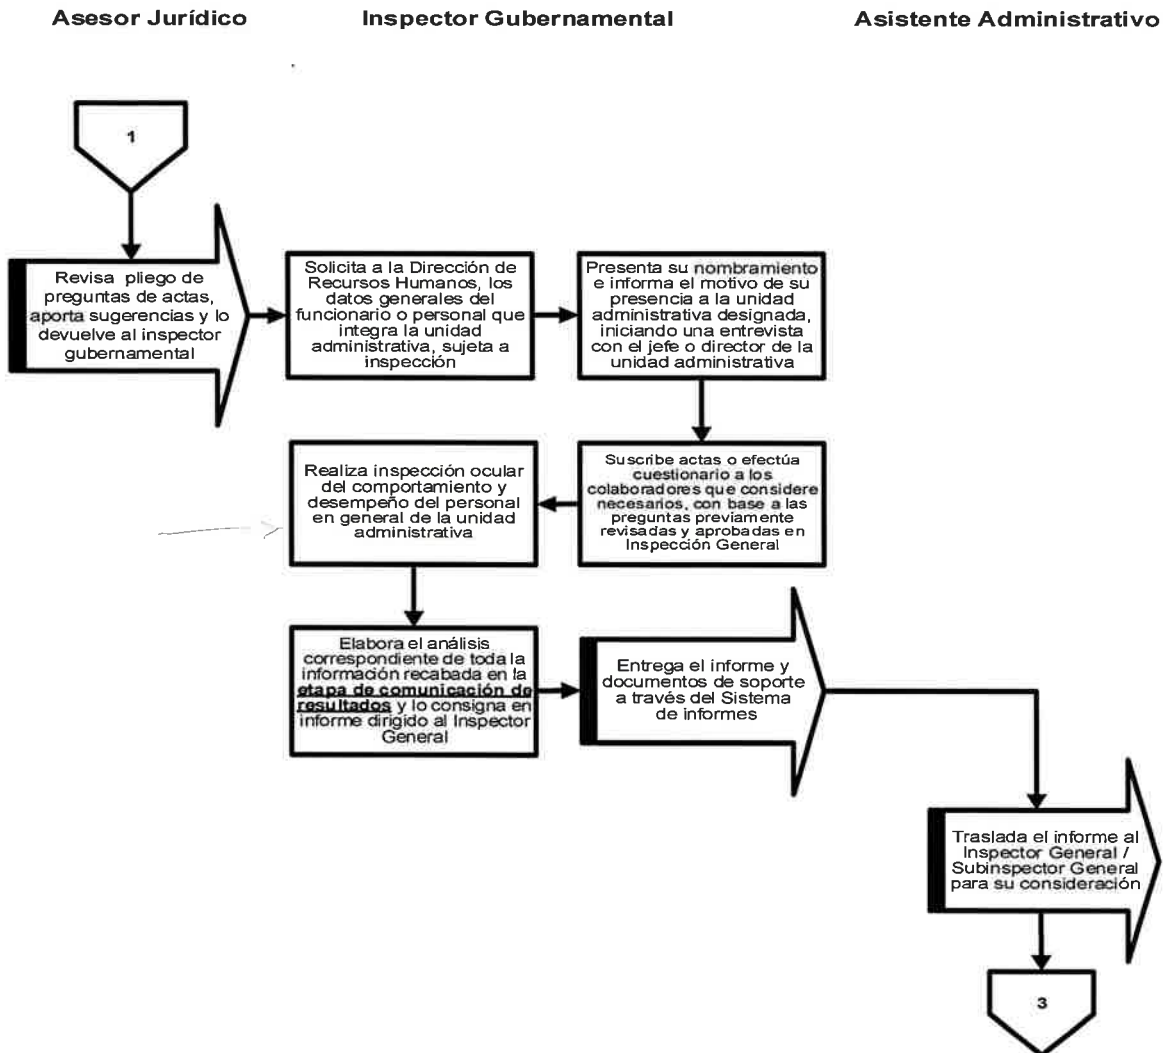 Asesor Jurídico
Inspector Gubernamental
Asistente Administrativo
1
Revisa pliego de
preguntas de actas,
aporta sugerencias y lo
devuelve al inspector
gubernamental
Solicita a la Dirección de
Recursos Humanos, los
datos generales del
funcionario o personal que
integra la unidad
administrativa, sujeta a
inspección
Presenta su nombramiento
e informa el motivo de su
presencia a la unidad
administrativa designada,
iniciando una entrevista
con el jefe o director de la
unidad administrativa
Suscribe actas o efectúa
cuestionario a los
colaboradores que considere
necesarios, con base a las
preguntas previamente
revisadas y aprobadas en
Inspección General
Realiza inspección ocular
del comportamiento y
desempeño del personal
en general de la unidad
administrativa
Elabora el análisis
correspondiente de toda la
información recabada en la
etapa de comunicación de
resultados y lo consigna en
informe dirigido al Inspector
General
Entrega el informe y
documentos de soporte
a través del Sistema
de informes
Traslada el informe al
Inspector General /
Subinspector General
para su consideración
3